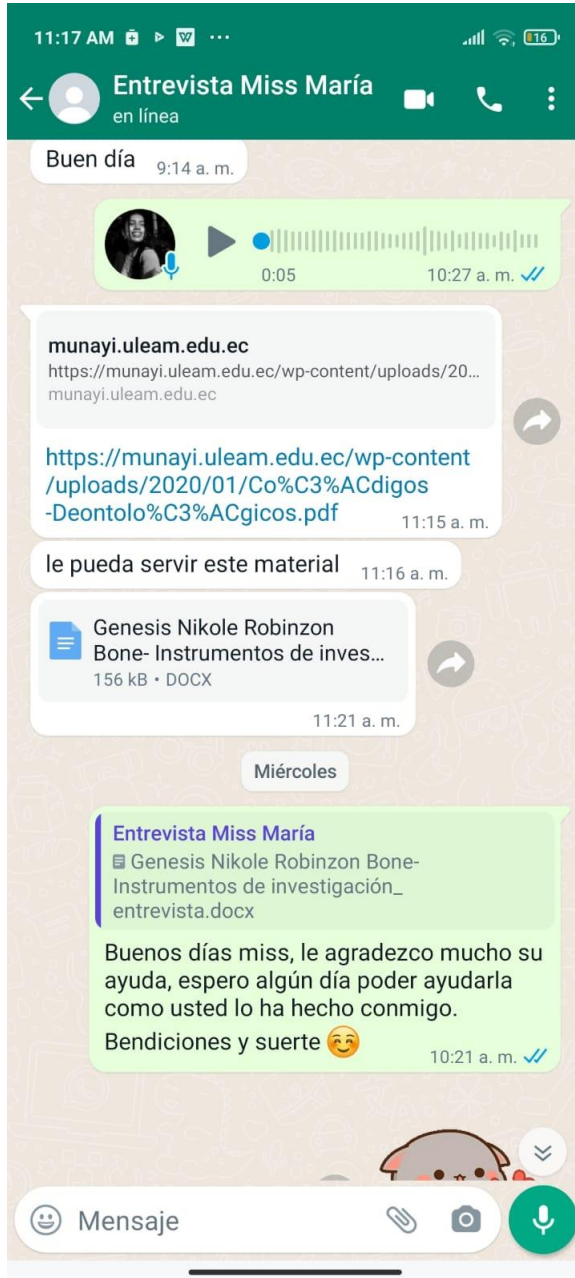 11:17 AM
16
Entrevista Miss María
en línea
Buen día
9:14 a. m.
0:05
10:27 a. m.
munayi.uleam.edu.ec
https://munayi.uleam.edu.ec/wp-content/uploads/20...
munayi.uleam.edu.ec
https://munayi.uleam.edu.ec/wp-content
/uploads/2020/01/Co%C3%ACdigos
-Deontolo%C3%ACgicos.pdf
11:15 a. m.
le pueda servir este material
11:16 a. m.
Genesis Nikole Robinzon
Bone- Instrumentos de inves...
156 kB • DOCX
11:21 a. m.
Miércoles
Entrevista Miss María
Genesis Nikole Robinzon Bone-
Instrumentos de investigación_
entrevista.docx
Buenos días miss, le agradezco mucho su
ayuda, espero algún día poder ayudarla
como usted lo ha hecho conmigo.
Bendiciones y suerte ☺️
10:21 a. m.
Mensaje